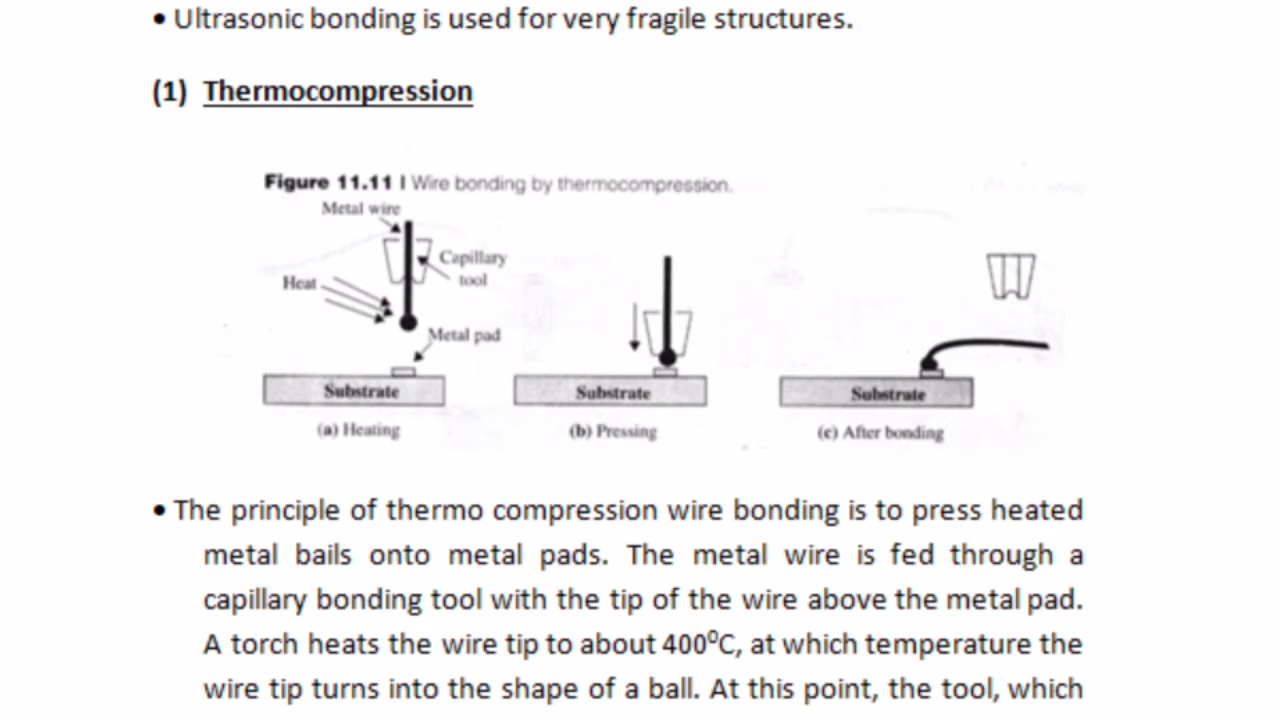 • Ultrasonic bonding is used for very fragile structures.
(1) Thermocompression
Figure 11.11 | Wire bonding by thermocompression.
Metal wire
Capillary
tool
Heat
Metal pad
Substrate
Substrate
Substrate
(a) Heating
(b) Pressing
(c) After bonding
• The principle of thermo compression wire bonding is to press heated
metal bails onto metal pads. The metal wire is fed through a
capillary bonding tool with the tip of the wire above the metal pad.
A torch heats the wire tip to about 400⁰C, at which temperature the
wire tip turns into the shape of a ball. At this point, the tool, which